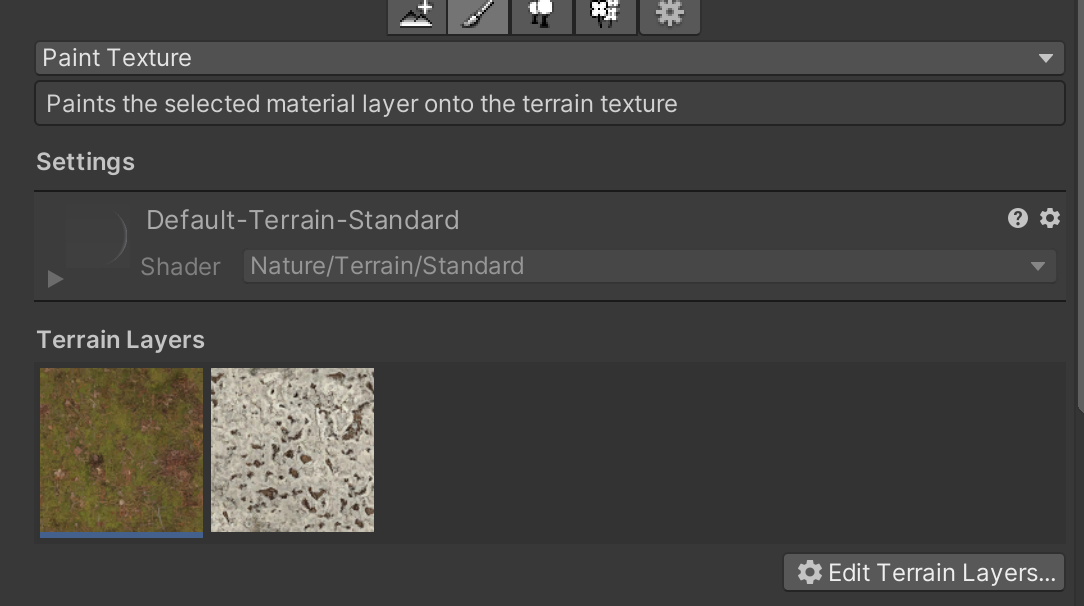 Paint Texture
Paints the selected material layer onto the terrain texture
Settings
Default-Terrain-Standard
Shader Nature/Terrain/Standard
Terrain Layers
Edit Terrain Layers...